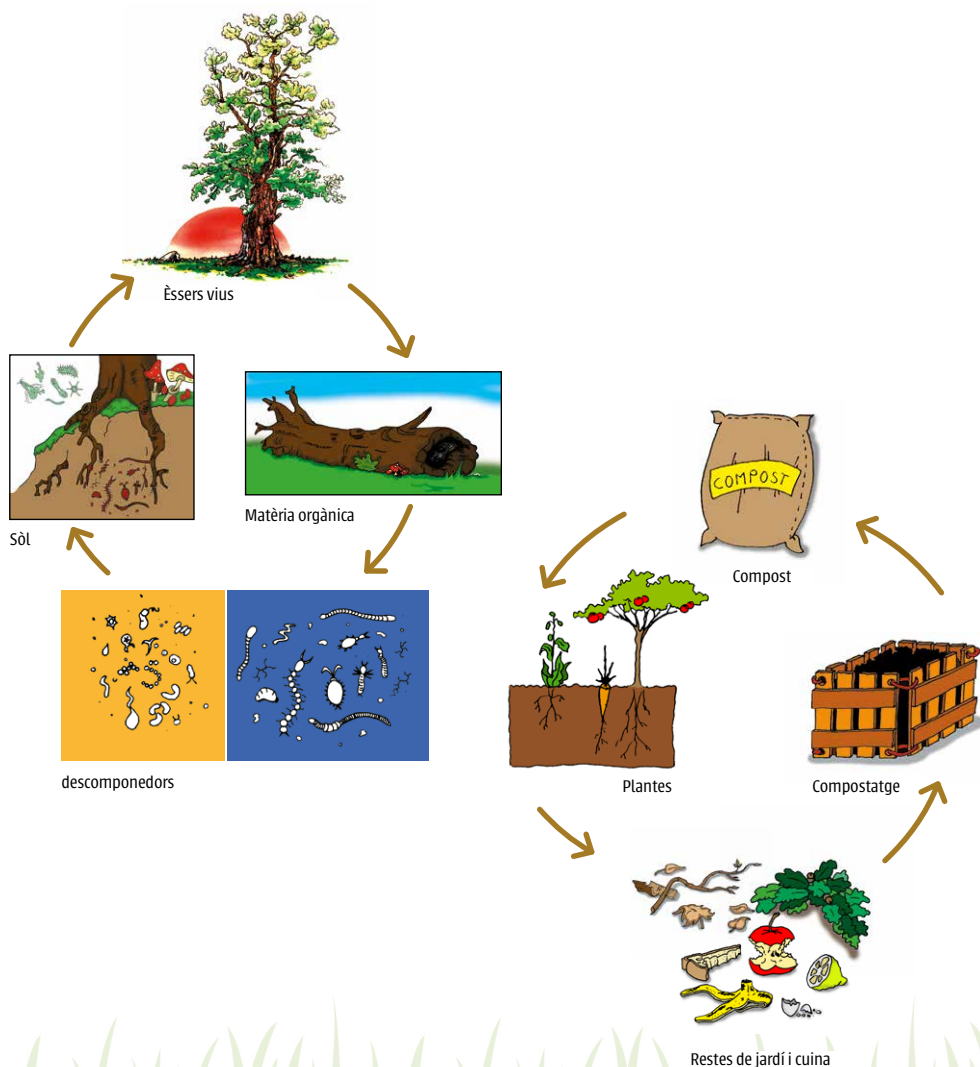 Èssers vius
Sòl
Matèria orgànica
descomponedors
COMPOST
Compost
Plantes
Compostatge
Restes de jardí i cuina